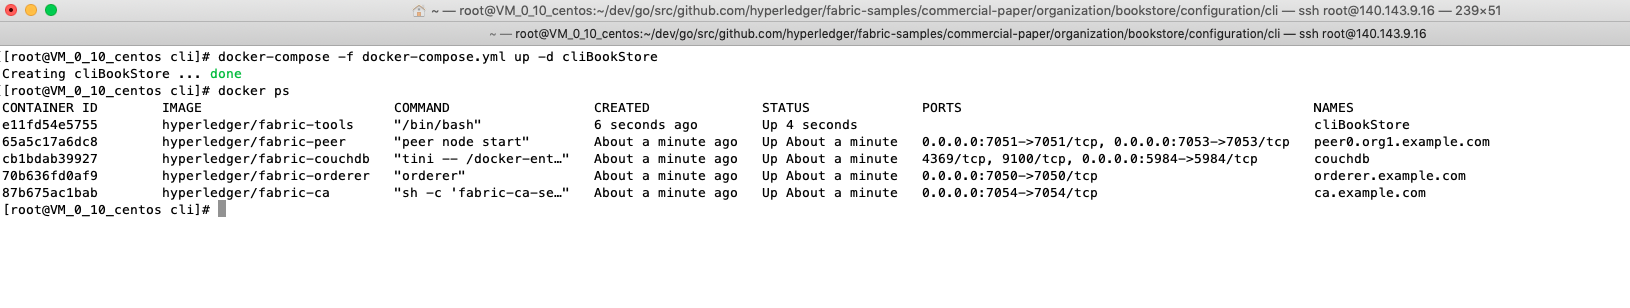 ~ — root@VM_0_10_centos:~/dev/go/src/github.com/hyperledger/fabric-samples/commercial-paper/organization/bookstore/configuration/cli — ssh root@140.143.9.16 — 239×51
~ — root@VM_0_10_centos:~/dev/go/src/github.com/hyperledger/fabric-samples/commercial-paper/organization/bookstore/configuration/cli — ssh root@140.143.9.16
[[root@VM_0_10_centos cli]# docker-compose -f docker-compose.yml up -d cliBookStore
Creating cliBookStore ... done
[[root@VM_0_10_centos cli]# docker ps
CONTAINER ID        IMAGE                        COMMAND                  CREATED              STATUS              PORTS                                            NAMES
e11fd54e5755        hyperledger/fabric-tools     "/bin/bash"              6 seconds ago        Up 4 seconds                                                         cliBookStore
65a5c17a6dc8        hyperledger/fabric-peer      "peer node start"        About a minute ago   Up About a minute   0.0.0.0:7051->7051/tcp, 0.0.0.0:7053->7053/tcp   peer0.org1.example.com
cb1bdab39927        hyperledger/fabric-couchdb   "tini -- /docker-ent…"   About a minute ago   Up About a minute   4369/tcp, 9100/tcp, 0.0.0.0:5984->5984/tcp       couchdb
70b636fd0af9        hyperledger/fabric-orderer   "orderer"                About a minute ago   Up About a minute   0.0.0.0:7050->7050/tcp                           orderer.example.com
87b675ac1bab        hyperledger/fabric-ca        "sh -c 'fabric-ca-se…"   About a minute ago   Up About a minute   0.0.0.0:7054->7054/tcp                           ca.example.com
[root@VM_0_10_centos cli]#